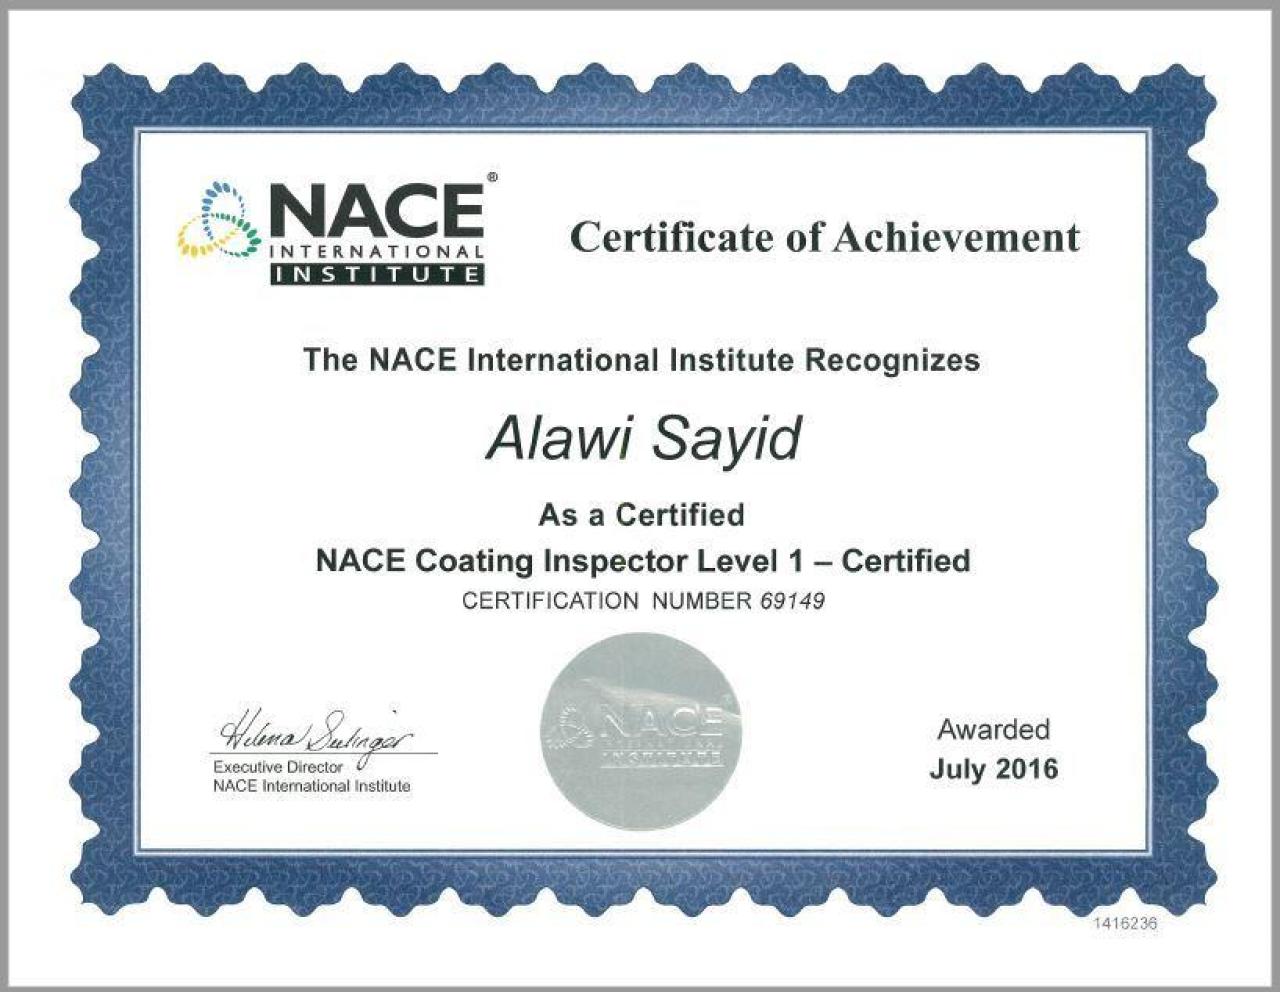 NACE®
INTERNATIONAL
INSTITUTE
Certificate of Achievement
The NACE International Institute Recognizes
Alawi Sayid
As a Certified
NACE Coating Inspector Level 1 – Certified
CERTIFICATION NUMBER 69149
NACE
INTERNATIONAL
INSTITUTE
Helena Seelinger
Executive Director
NACE International Institute
Awarded
July 2016
1416236